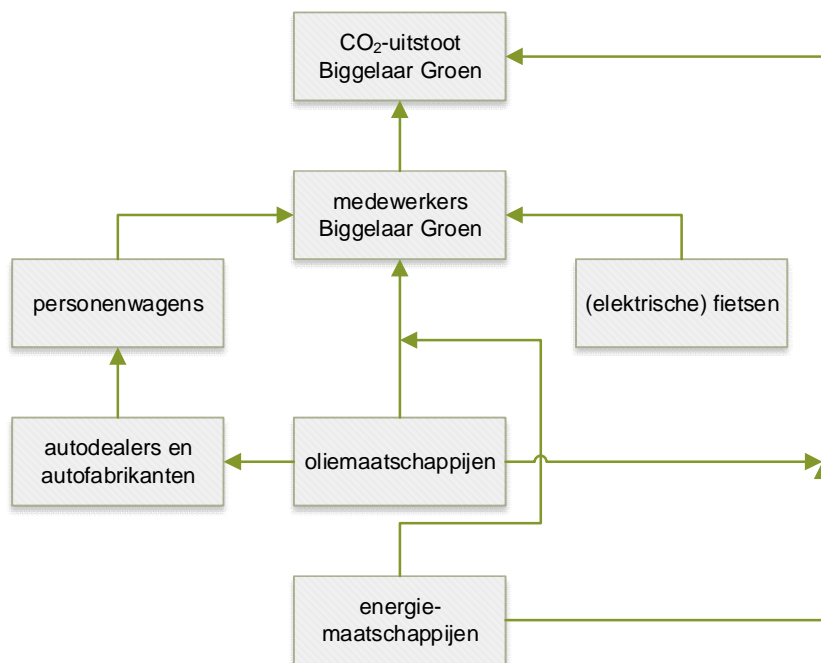 CO₂-uitstoot
Biggelaar Groen
medewerkers
Biggelaar Groen
personenwagens
(elektrische) fietsen
autodealers en
autofabrikanten
oliemaatschappijen
energie-
maatschappijen